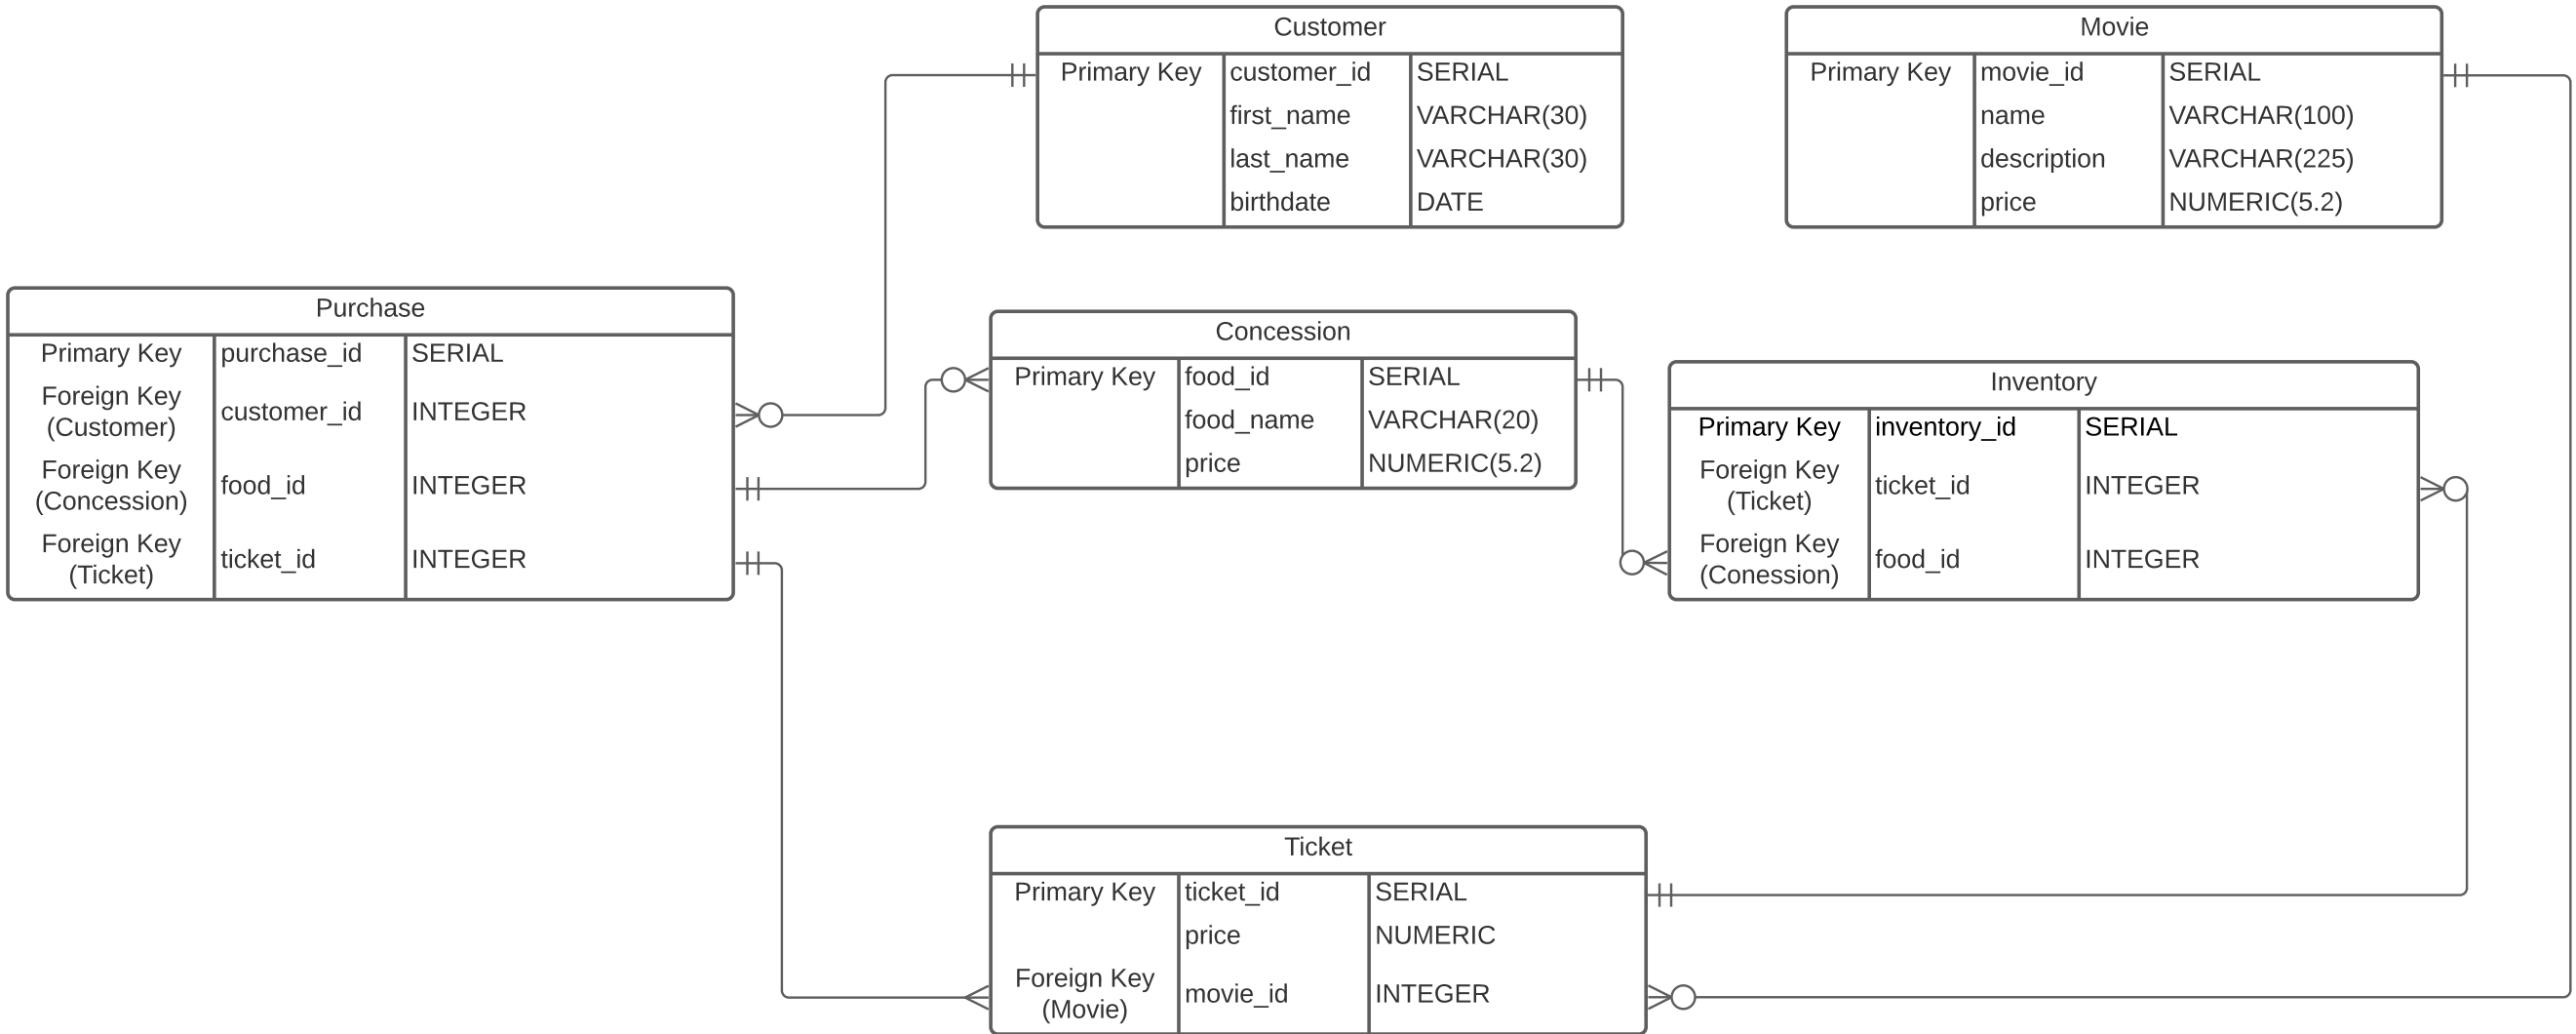 Customer
Primary Key customer_id SERIAL
first_name VARCHAR(30)
last_name VARCHAR(30)
birthdate DATE
Movie
Primary Key movie_id SERIAL
name VARCHAR(100)
description VARCHAR(225)
price NUMERIC(5.2)
Purchase
Primary Key purchase_id SERIAL
Foreign Key
(Customer) customer_id INTEGER
Foreign Key
(Concession) food_id INTEGER
Foreign Key
(Ticket) ticket_id INTEGER
Concession
Primary Key food_id SERIAL
food_name VARCHAR(20)
price NUMERIC(5.2)
Inventory
Primary Key inventory_id SERIAL
Foreign Key
(Ticket) ticket_id INTEGER
Foreign Key
(Conession) food_id INTEGER
Ticket
Primary Key ticket_id SERIAL
price NUMERIC
Foreign Key
(Movie) movie_id INTEGER